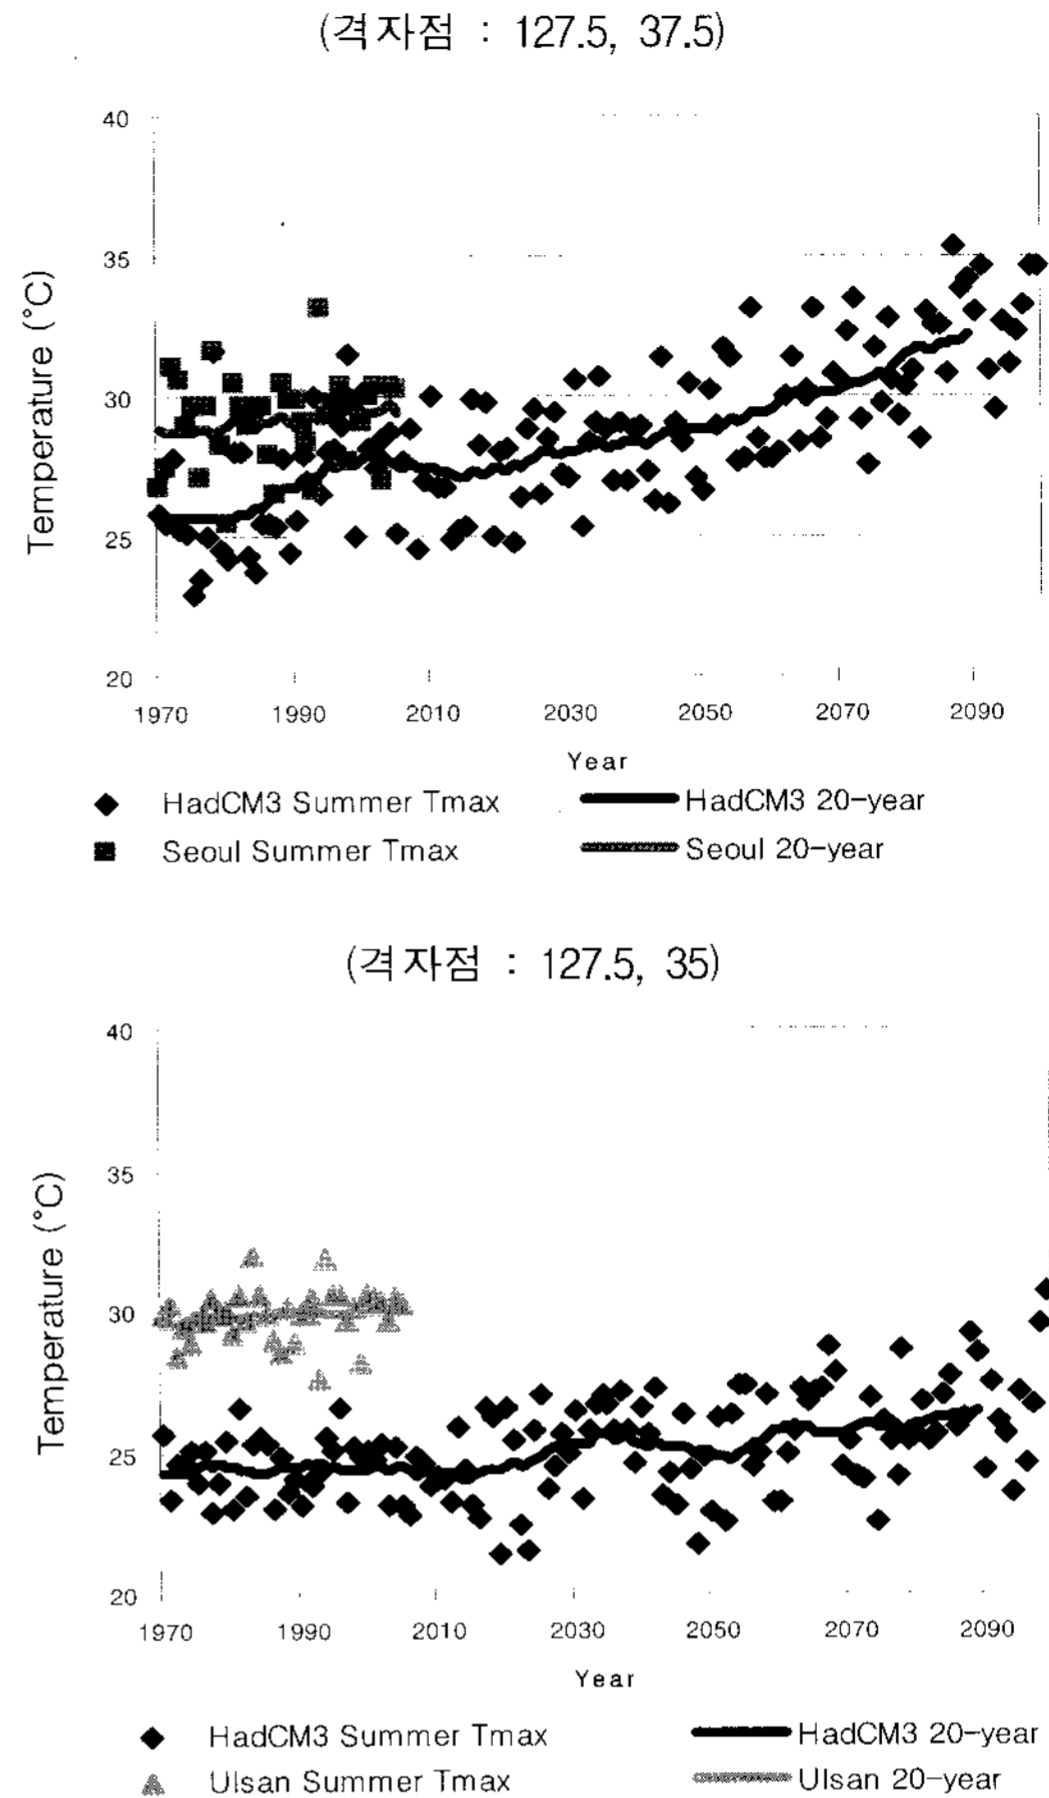 (격자점 : 127.5, 37.5)
40
35
30
25
20
Temperature (°C)
1970 1990 2010 2030 2050 2070 2090
Year
HadCM3 Summer Tmax HadCM3 20-year
Seoul Summer Tmax Seoul 20-year
(격자점 : 127.5, 35)
40
35
30
25
20
Temperature (°C)
1970 1990 2010 2030 2050 2070 2090
Year
HadCM3 Summer Tmax HadCM3 20-year
Ulsan Summer Tmax Ulsan 20-year